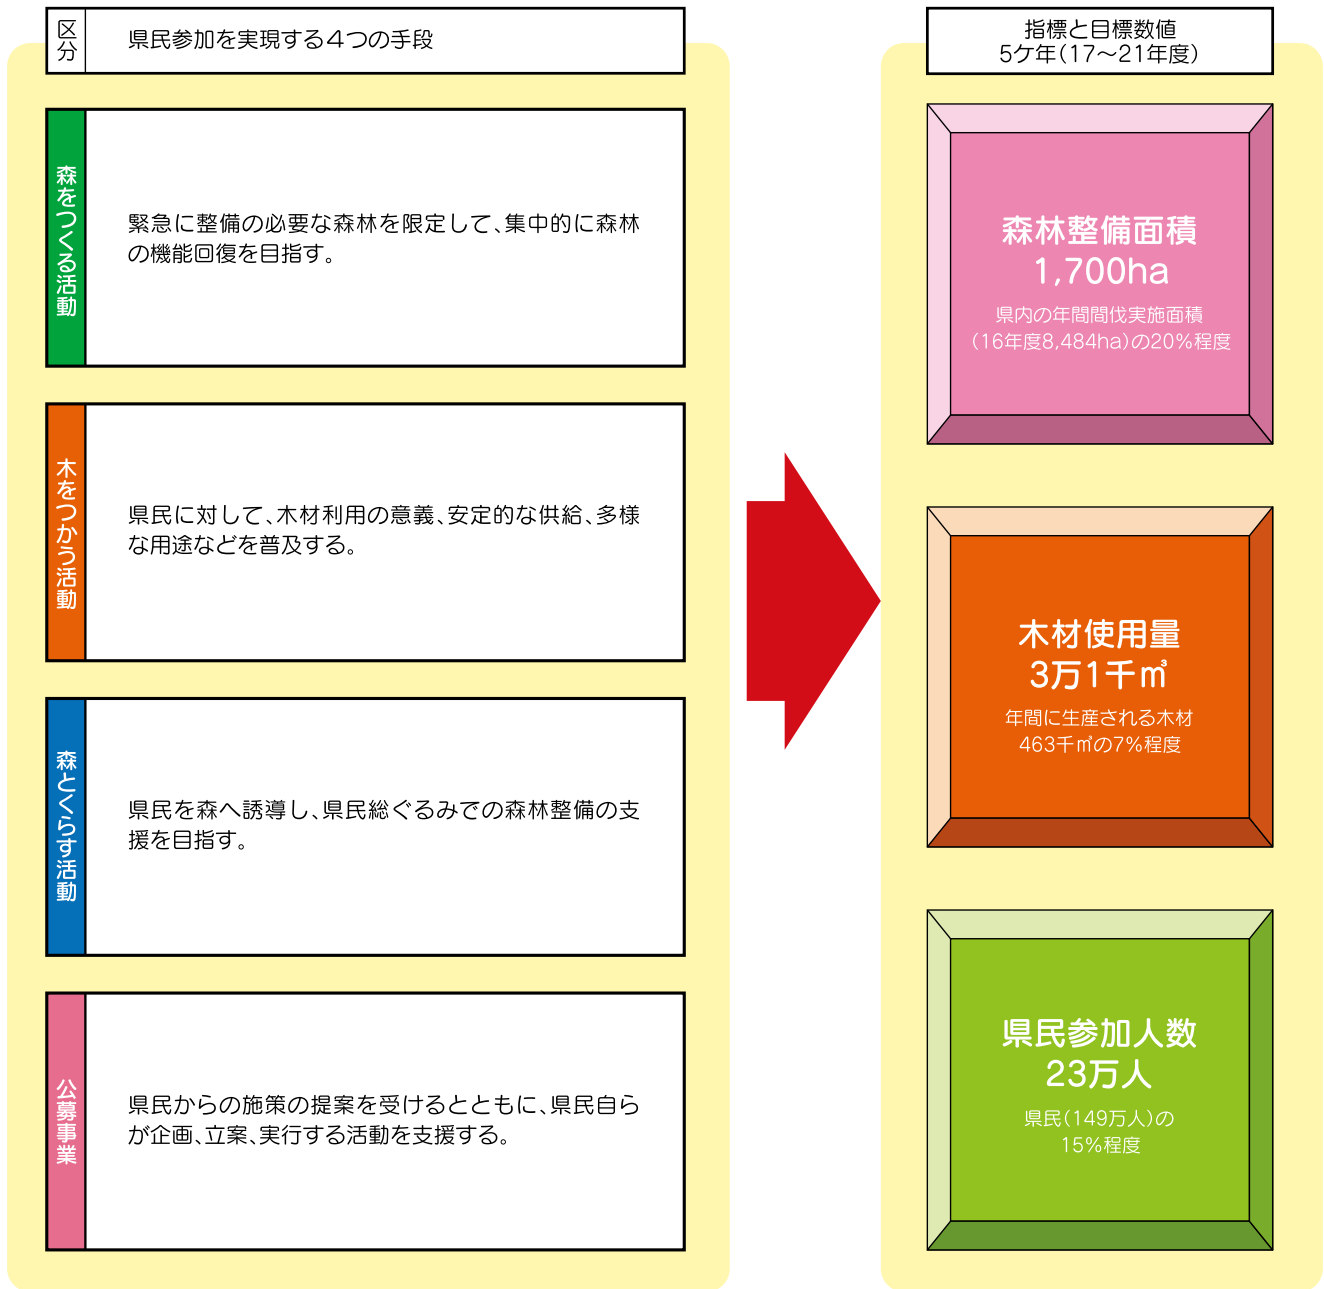 区分
県民参加を実現する4つの手段
森をつくる活動
緊急に整備の必要な森林を限定して、集中的に森林
の機能回復を目指す。
木をつかう活動
県民に対して、木材利用の意義、安定的な供給、多様
な用途などを普及する。
森とくらす活動
県民を森へ誘導し、県民総ぐるみでの森林整備の支
援を目指す。
公募事業
県民からの施策の提案を受けるとともに、県民自ら
が企画、立案、実行する活動を支援する。
指標と目標数値
5ケ年(17〜21年度)
森林整備面積
1,700ha
県内の年間間伐実施面積
(16年度8,484ha)の20%程度
木材使用量
3万1千㎥
年間に生産される木材
463千㎥の7%程度
県民参加人数
23万人
県民(149万人)の
15%程度